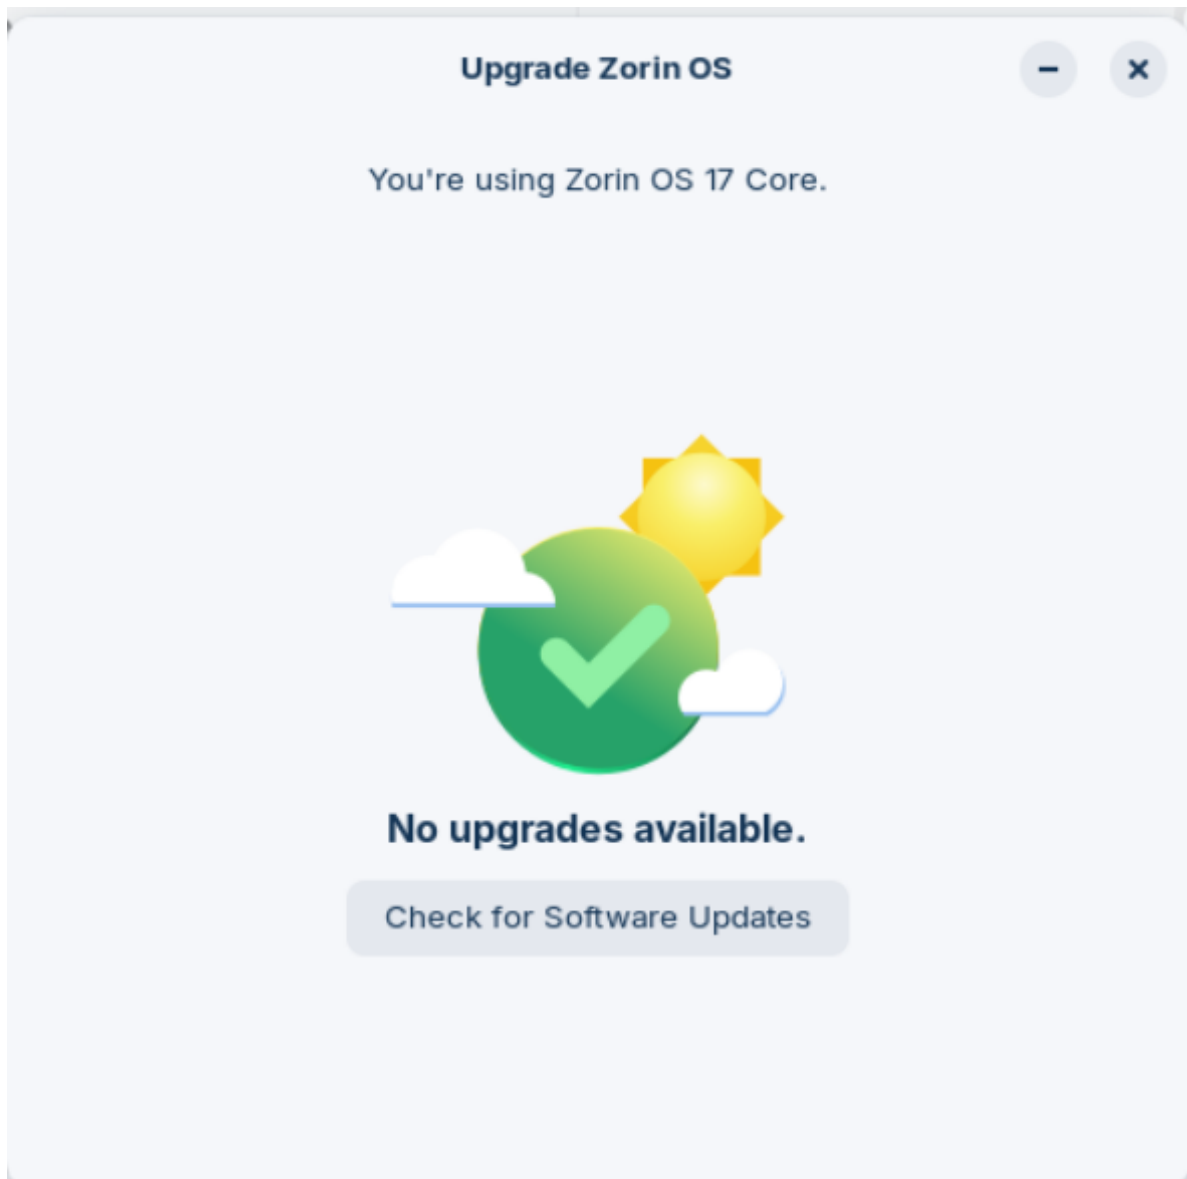 Upgrade Zorin OS
You're using Zorin OS 17 Core.
No upgrades available.
Check for Software Updates